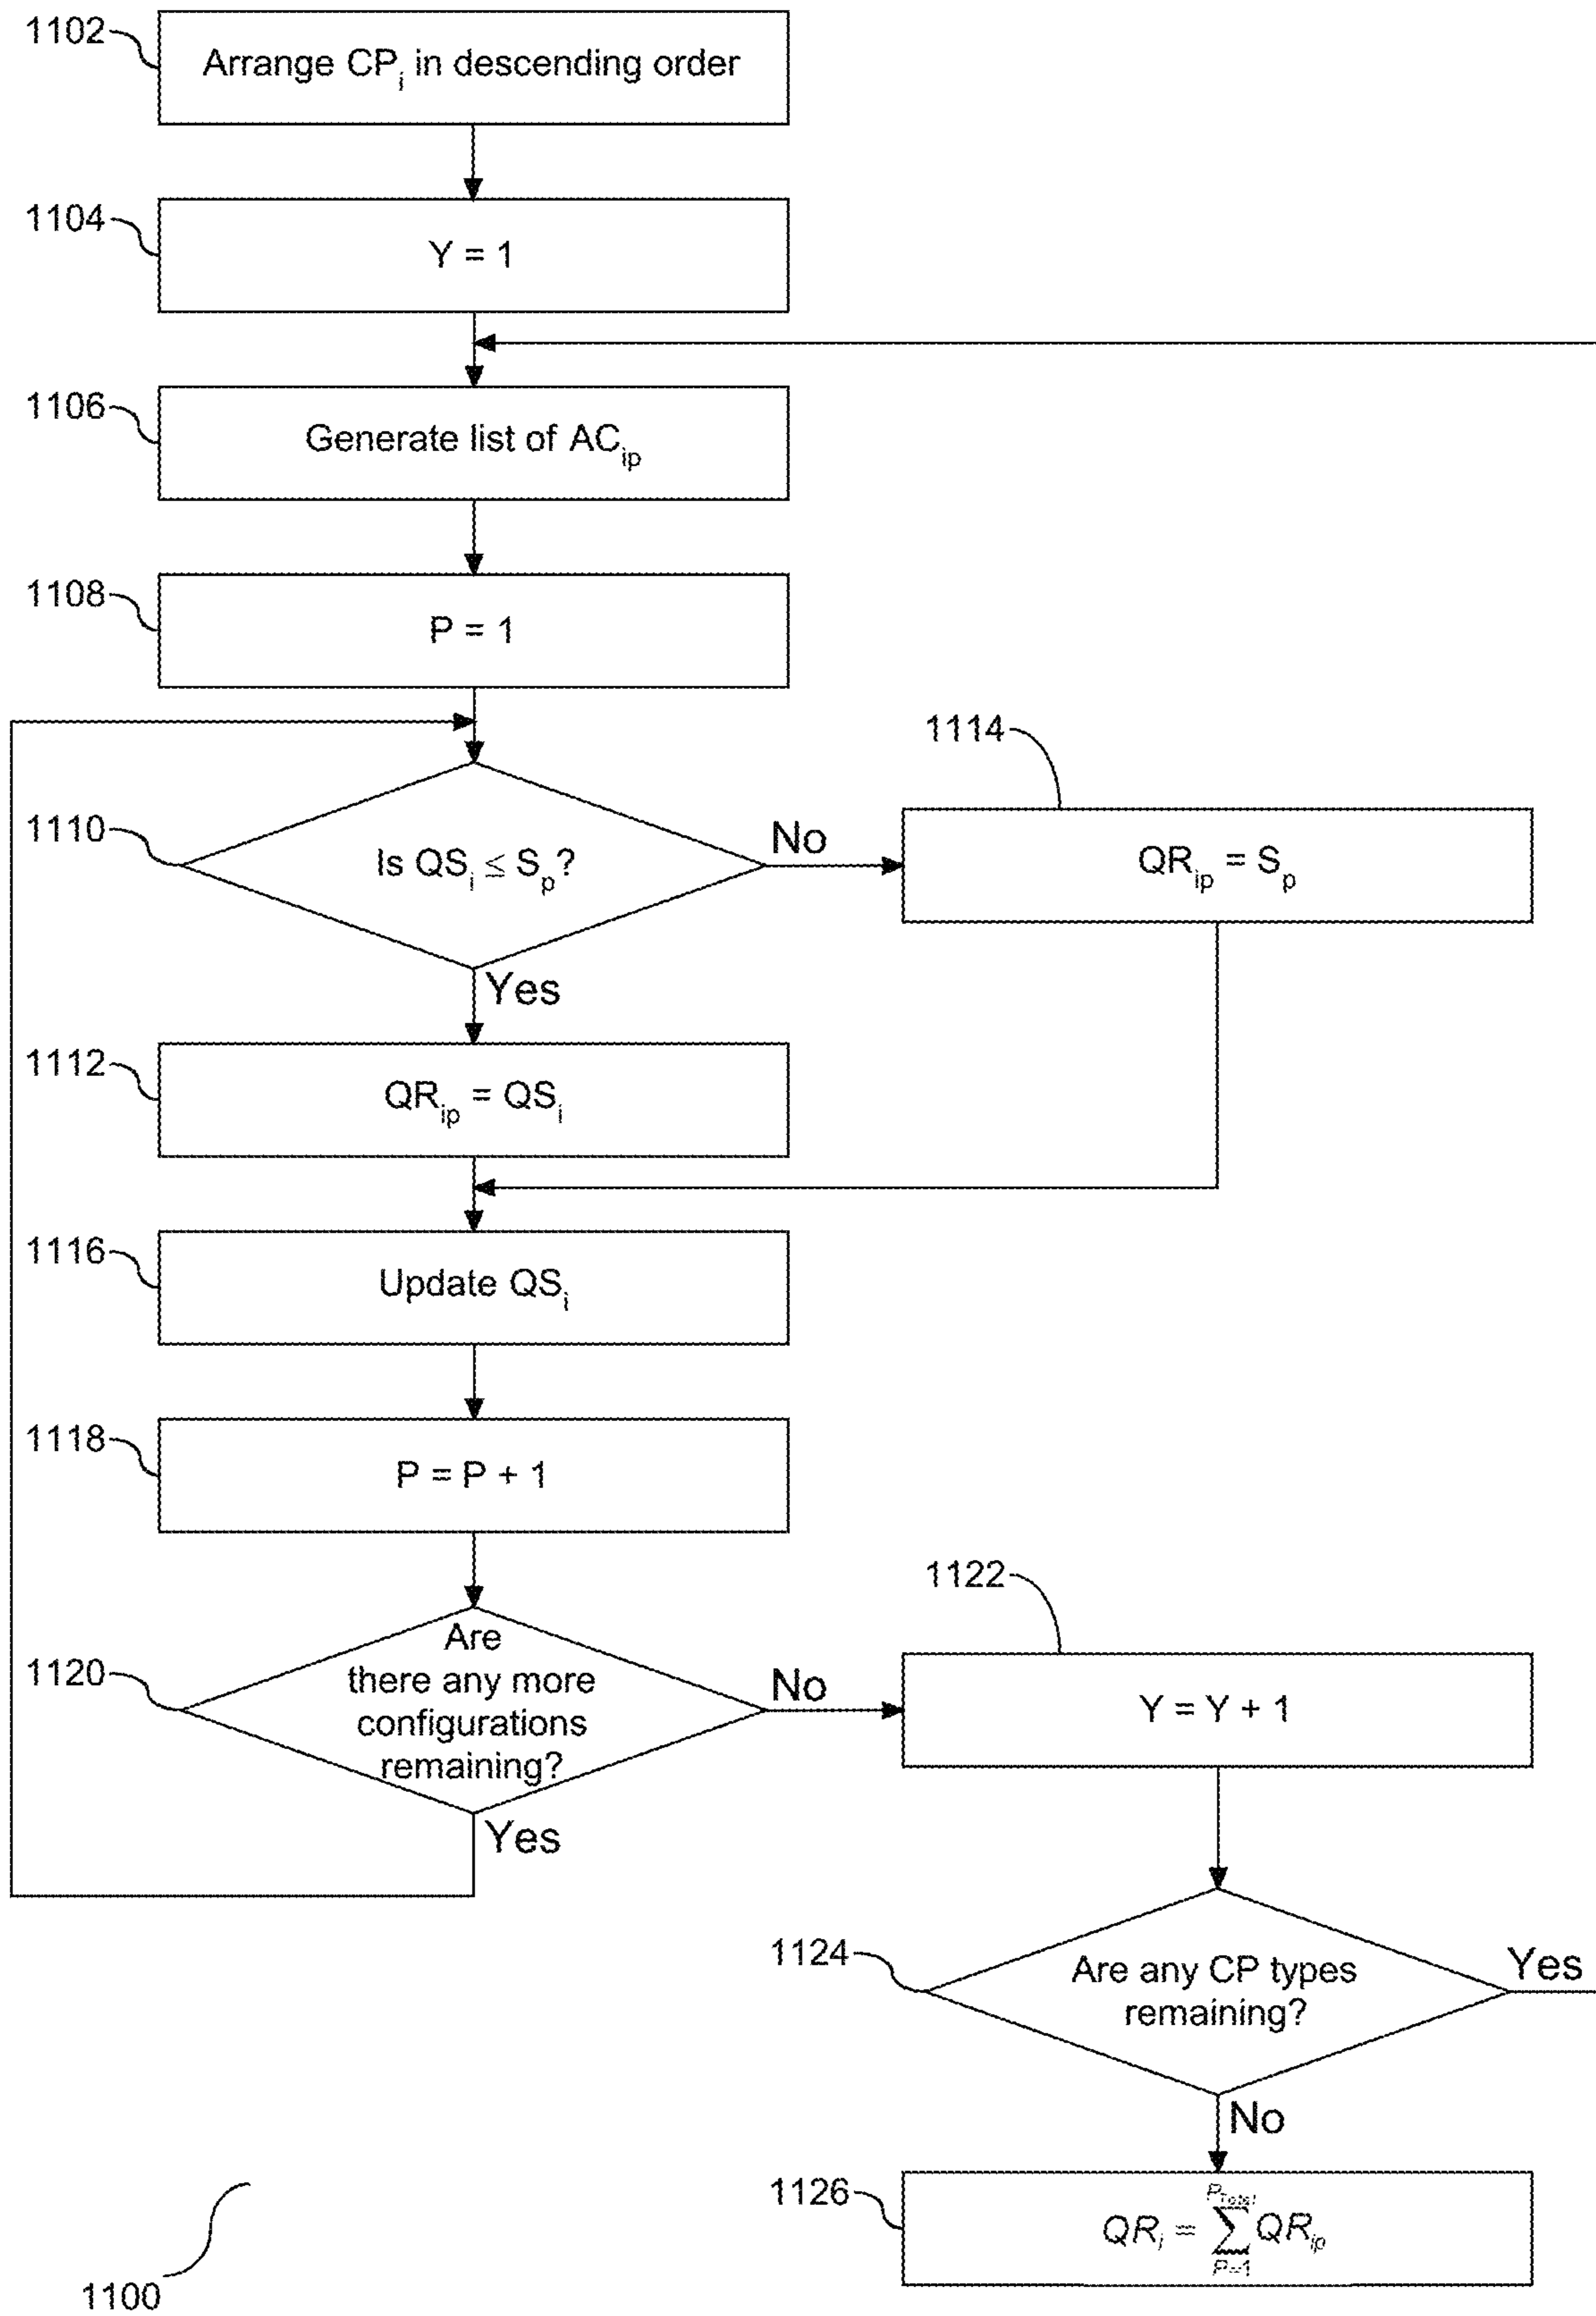 1102
Arrange CPᵢ in descending order
1104
Y = 1
1106
Generate list of ACᵢₚ
1108
P = 1
1110
Is QSᵢ ≤ Sₚ?
No
1114
QRᵢₚ = Sₚ
Yes
1112
QRᵢₚ = QSᵢ
1116
Update QSᵢ
1118
P = P + 1
1120
Are
there any more
configurations
remaining?
No
Yes
1122
Y = Y + 1
1124
Are any CP types
remaining?
Yes
No
1126
QRᵢ = ∑_{P=1}^{P_Total} QRᵢₚ
1100